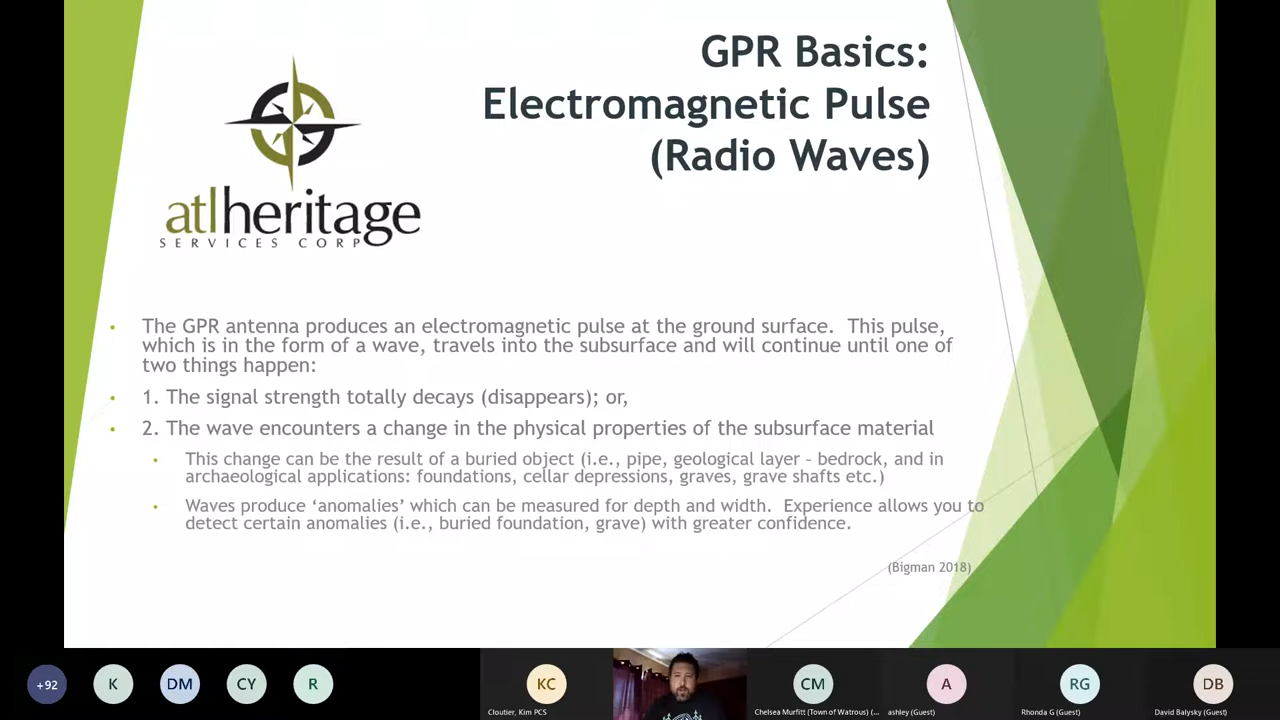 GPR Basics:
Electromagnetic Pulse
(Radio Waves)
atlheritage
SERVICES CORP
• The GPR antenna produces an electromagnetic pulse at the ground surface.  This pulse,
which is in the form of a wave, travels into the subsurface and will continue until one of
two things happen:
• 1. The signal strength totally decays (disappears); or,
• 2. The wave encounters a change in the physical properties of the subsurface material
• This change can be the result of a buried object (i.e., pipe, geological layer – bedrock, and in
archaeological applications: foundations, cellar depressions, graves, grave shafts etc.)
• Waves produce ‘anomalies’ which can be measured for depth and width.  Experience allows you to
detect certain anomalies (i.e., buried foundation, grave) with greater confidence.
(Bigman 2018)
+92 K DM CY R KC CM A RG DB
Cloutier, Kim PCS
Chelsea Murfitt (Town of Watrous) (...
ashley (Guest)
Rhonda G (Guest)
David Balysky (Guest)